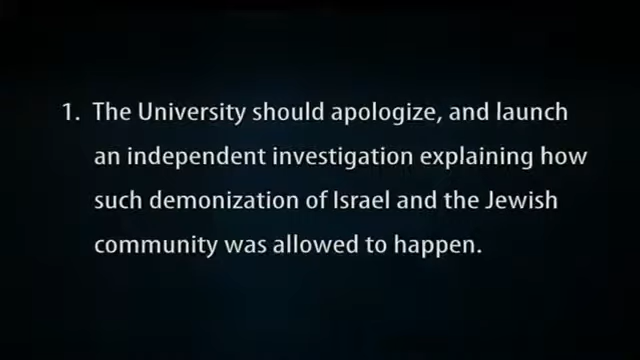 1. The University should apologize, and launch
an independent investigation explaining how
such demonization of Israel and the Jewish
community was allowed to happen.